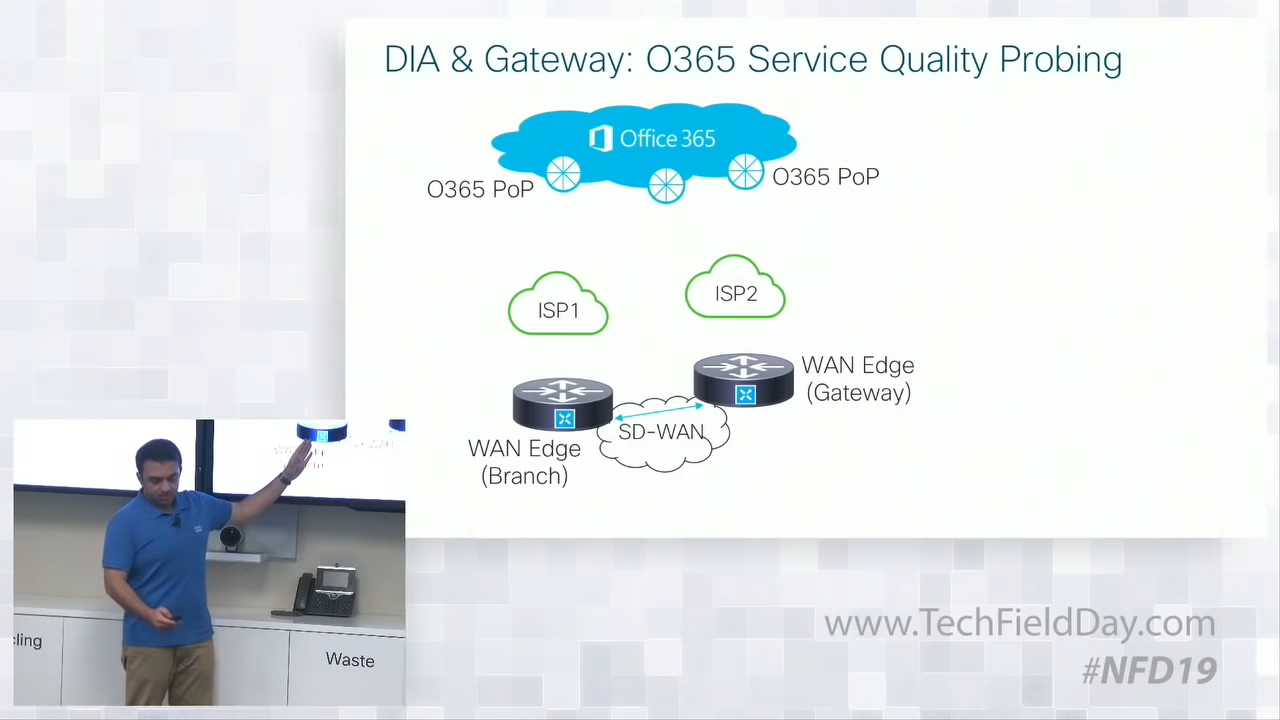 DIA & Gateway: O365 Service Quality Probing
Office 365
O365 PoP
O365 PoP
ISP1
ISP2
WAN Edge
(Gateway)
SD-WAN
WAN Edge
(Branch)
cling
Waste
www.TechFieldDay.com
#NFD19